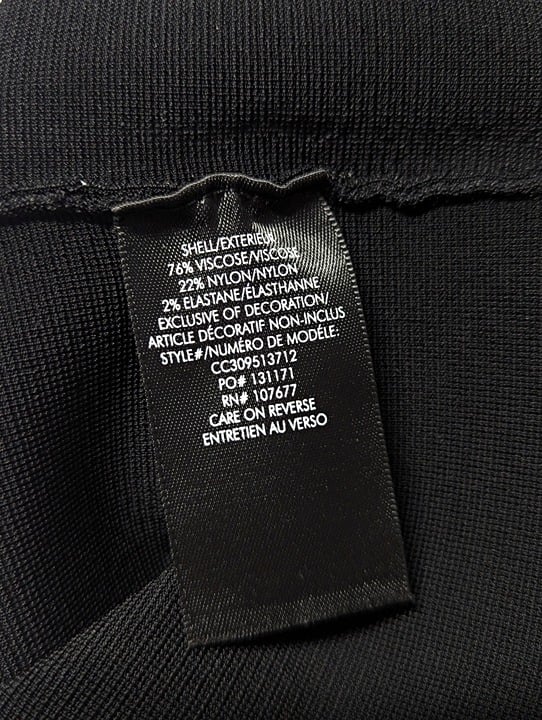 SHELL/EXTERIEUR
76% VISCOSE/VISCOSE
22% NYLON/NYLON
2% ELASTANE/ÉLASTHANNE
EXCLUSIVE OF DECORATION/
ARTICLE DÉCORATIF NON-INCLUS
STYLE#/NUMÉRO DE MODÉLE:
CC309513712
PO# 131171
RN# 107677
CARE ON REVERSE
ENTRETIEN AU VERSO